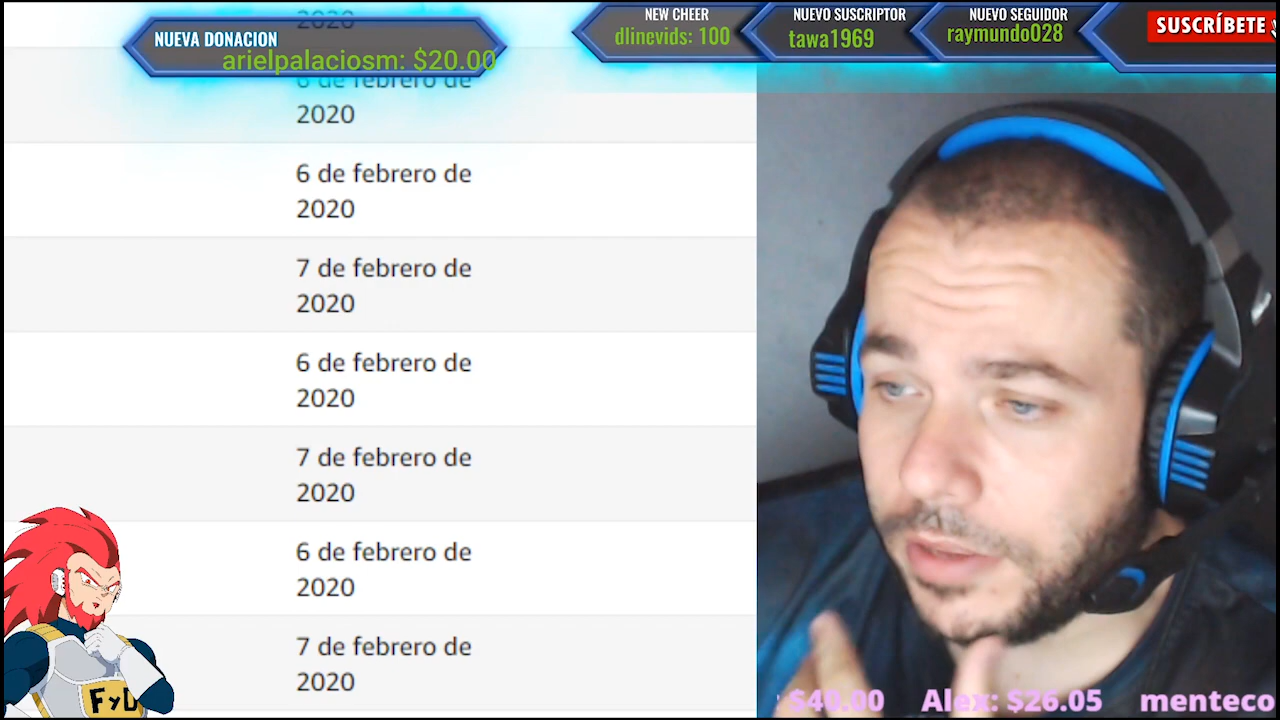 2020
NUEVA DONACION
arielpalaciosm: $20.00
NEW CHEER
dlinevids: 100
NUEVO SUSCRIPTOR
tawa1969
NUEVO SEGUIDOR
raymundo028
SUSCRÍBETE
6 de febrero de
2020
6 de febrero de
2020
7 de febrero de
2020
6 de febrero de
2020
7 de febrero de
2020
6 de febrero de
2020
7 de febrero de
2020
FyD
$40.00 Alex: $26.05 menteco